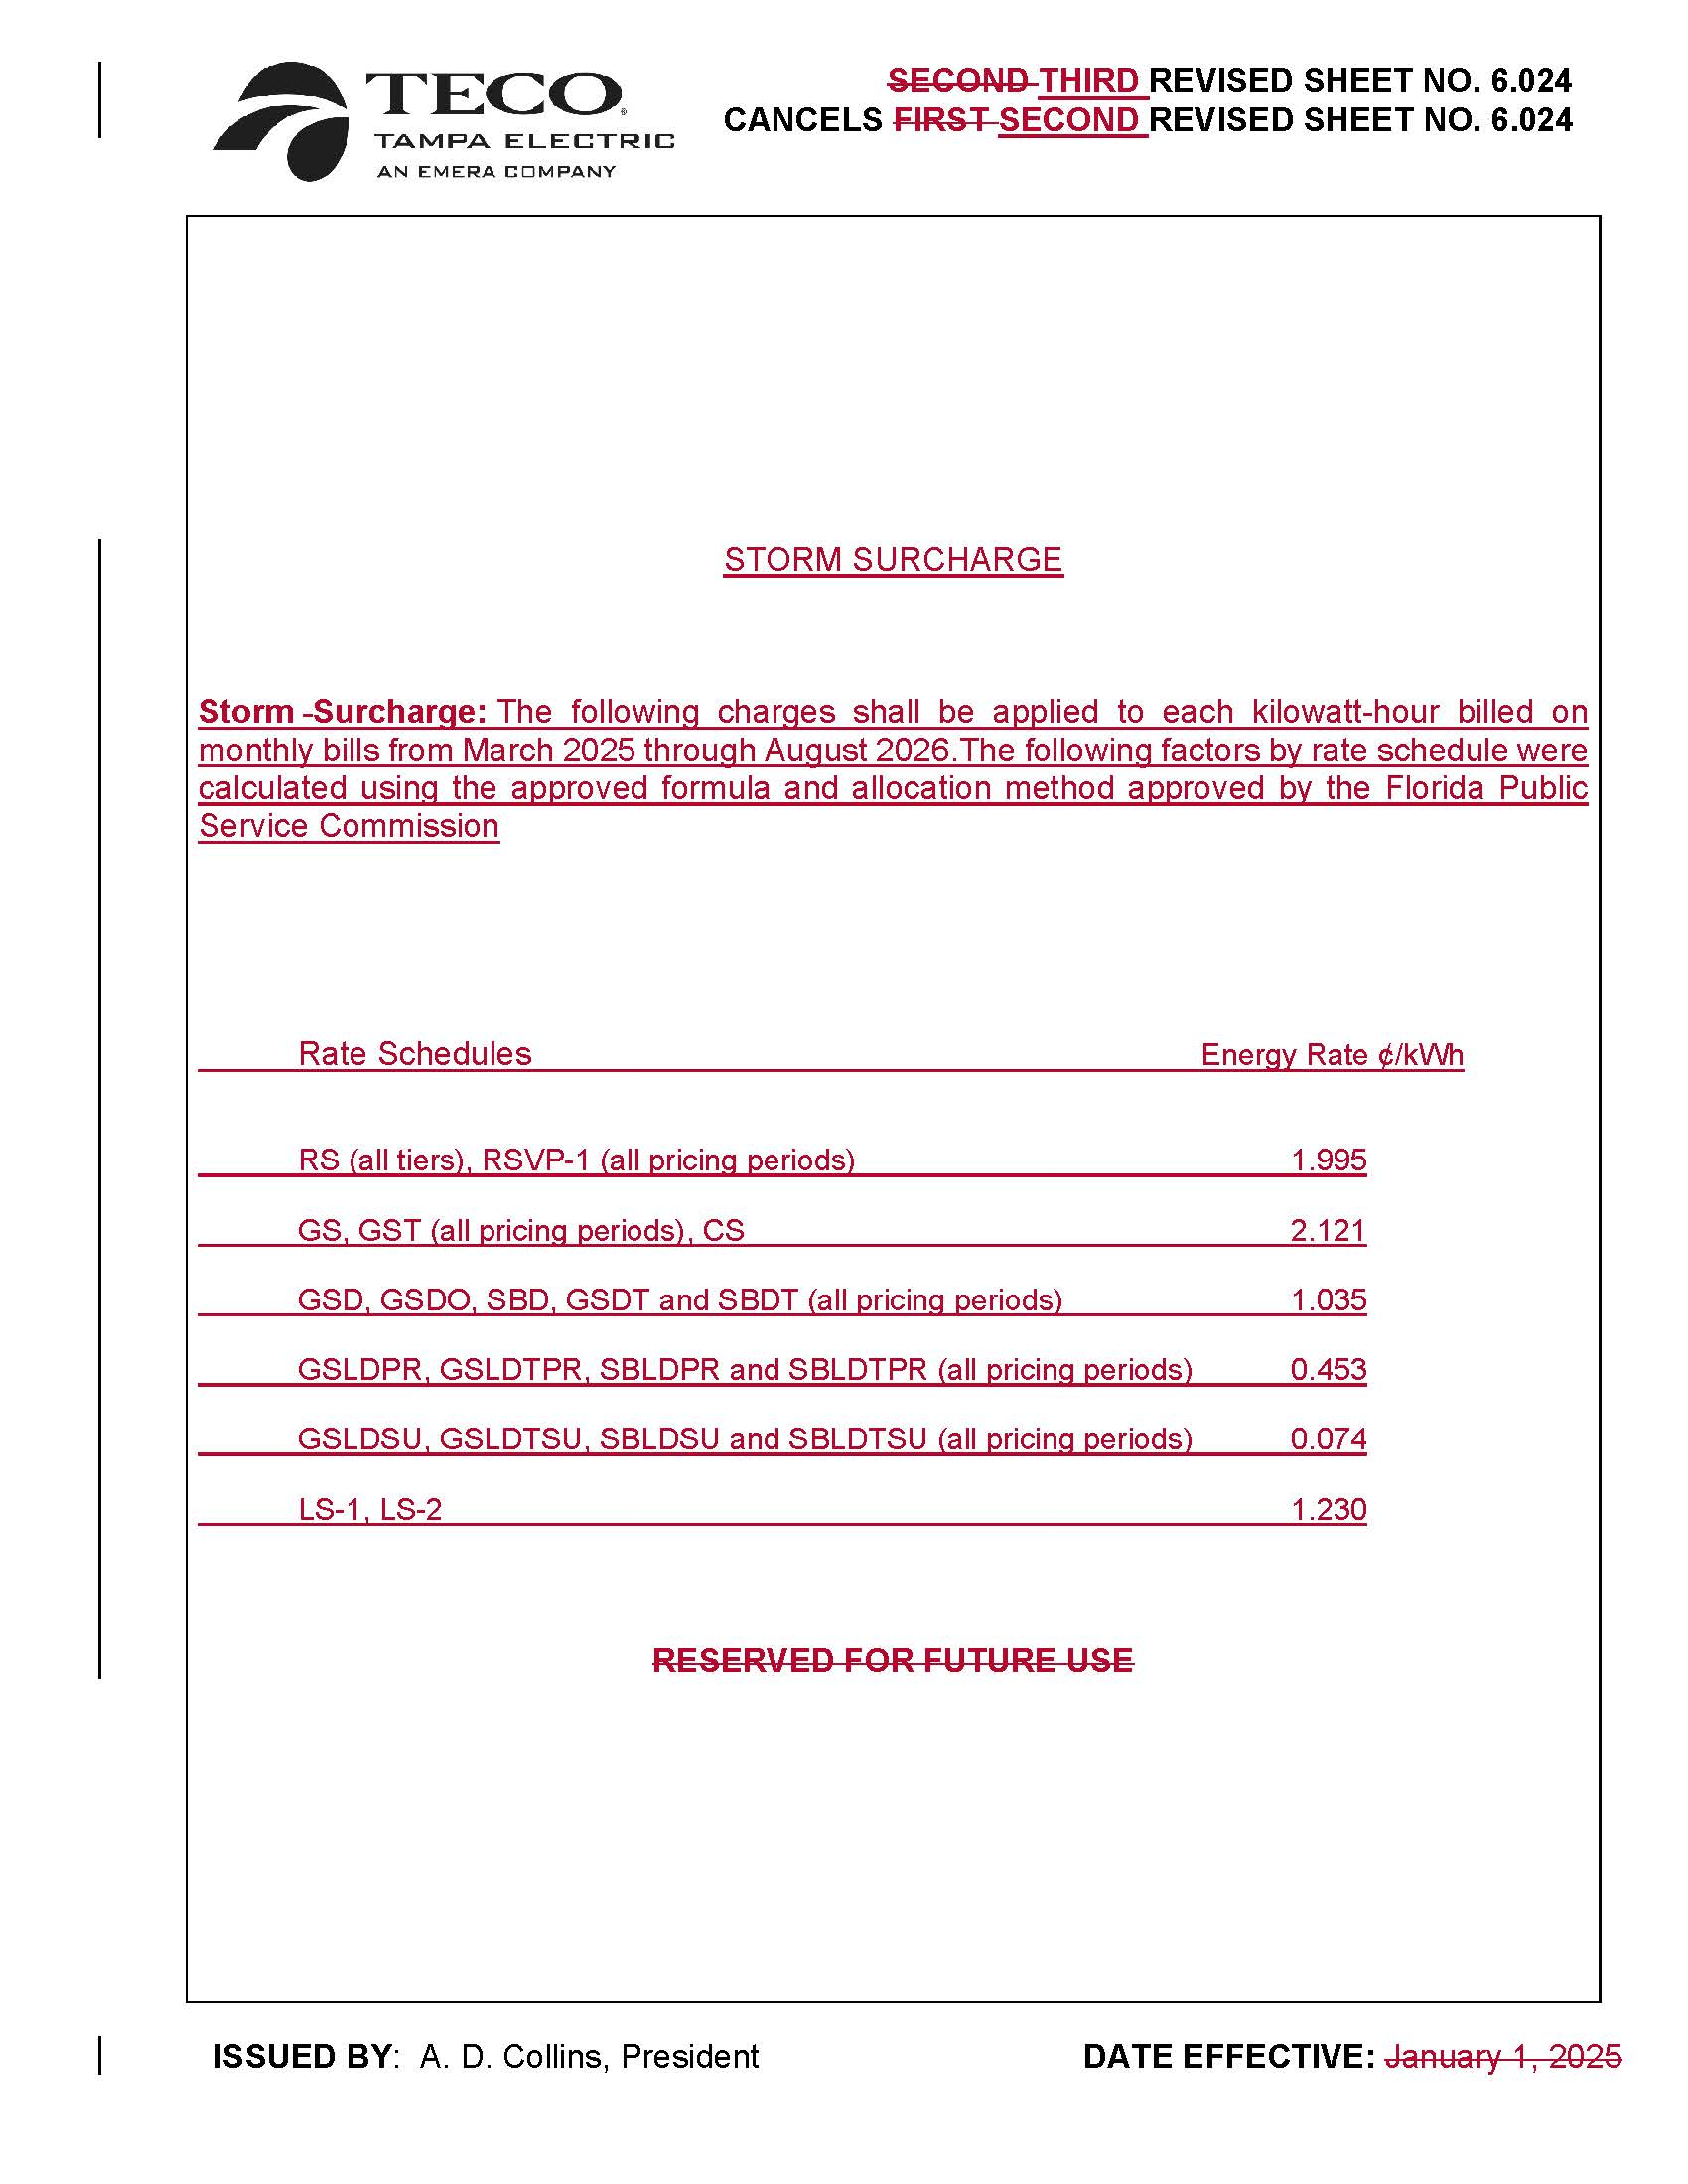 TECO®
TAMPA ELECTRIC
AN EMERA COMPANY
SECOND THIRD REVISED SHEET NO. 6.024
CANCELS FIRST SECOND REVISED SHEET NO. 6.024
STORM SURCHARGE
Storm -Surcharge: The following charges shall be applied to each kilowatt-hour billed on
monthly bills from March 2025 through August 2026.The following factors by rate schedule were
calculated using the approved formula and allocation method approved by the Florida Public
Service Commission
Rate Schedules Energy Rate ¢/kWh
RS (all tiers), RSVP-1 (all pricing periods) 1.995
GS, GST (all pricing periods), CS 2.121
GSD, GSDO, SBD, GSDT and SBDT (all pricing periods) 1.035
GSLDPR, GSLDTPR, SBLDPR and SBLDTPR (all pricing periods) 0.453
GSLDSU, GSLDTSU, SBLDSU and SBLDTSU (all pricing periods) 0.074
LS-1, LS-2 1.230
RESERVED FOR FUTURE USE
ISSUED BY: A. D. Collins, President DATE EFFECTIVE: January 1, 2025